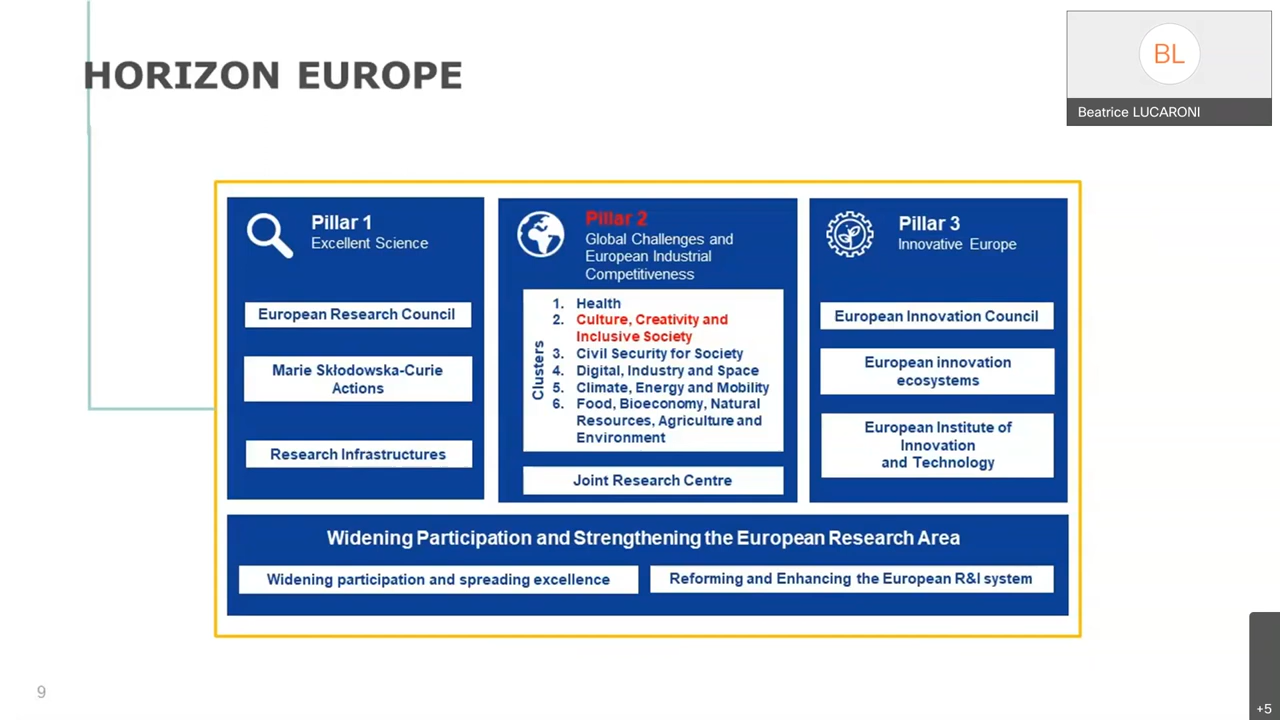 HORIZON EUROPE
BL
Beatrice LUCARONI
Pillar 1
Excellent Science
European Research Council
Marie Skłodowska-Curie
Actions
Research Infrastructures
Pillar 2
Global Challenges and
European Industrial
Competitiveness
Clusters
1. Health
2. Culture, Creativity and
Inclusive Society
3. Civil Security for Society
4. Digital, Industry and Space
5. Climate, Energy and Mobility
6. Food, Bioeconomy, Natural
Resources, Agriculture and
Environment
Joint Research Centre
Pillar 3
Innovative Europe
European Innovation Council
European innovation
ecosystems
European Institute of
Innovation
and Technology
Widening Participation and Strengthening the European Research Area
Widening participation and spreading excellence
Reforming and Enhancing the European R&I system
9
+5